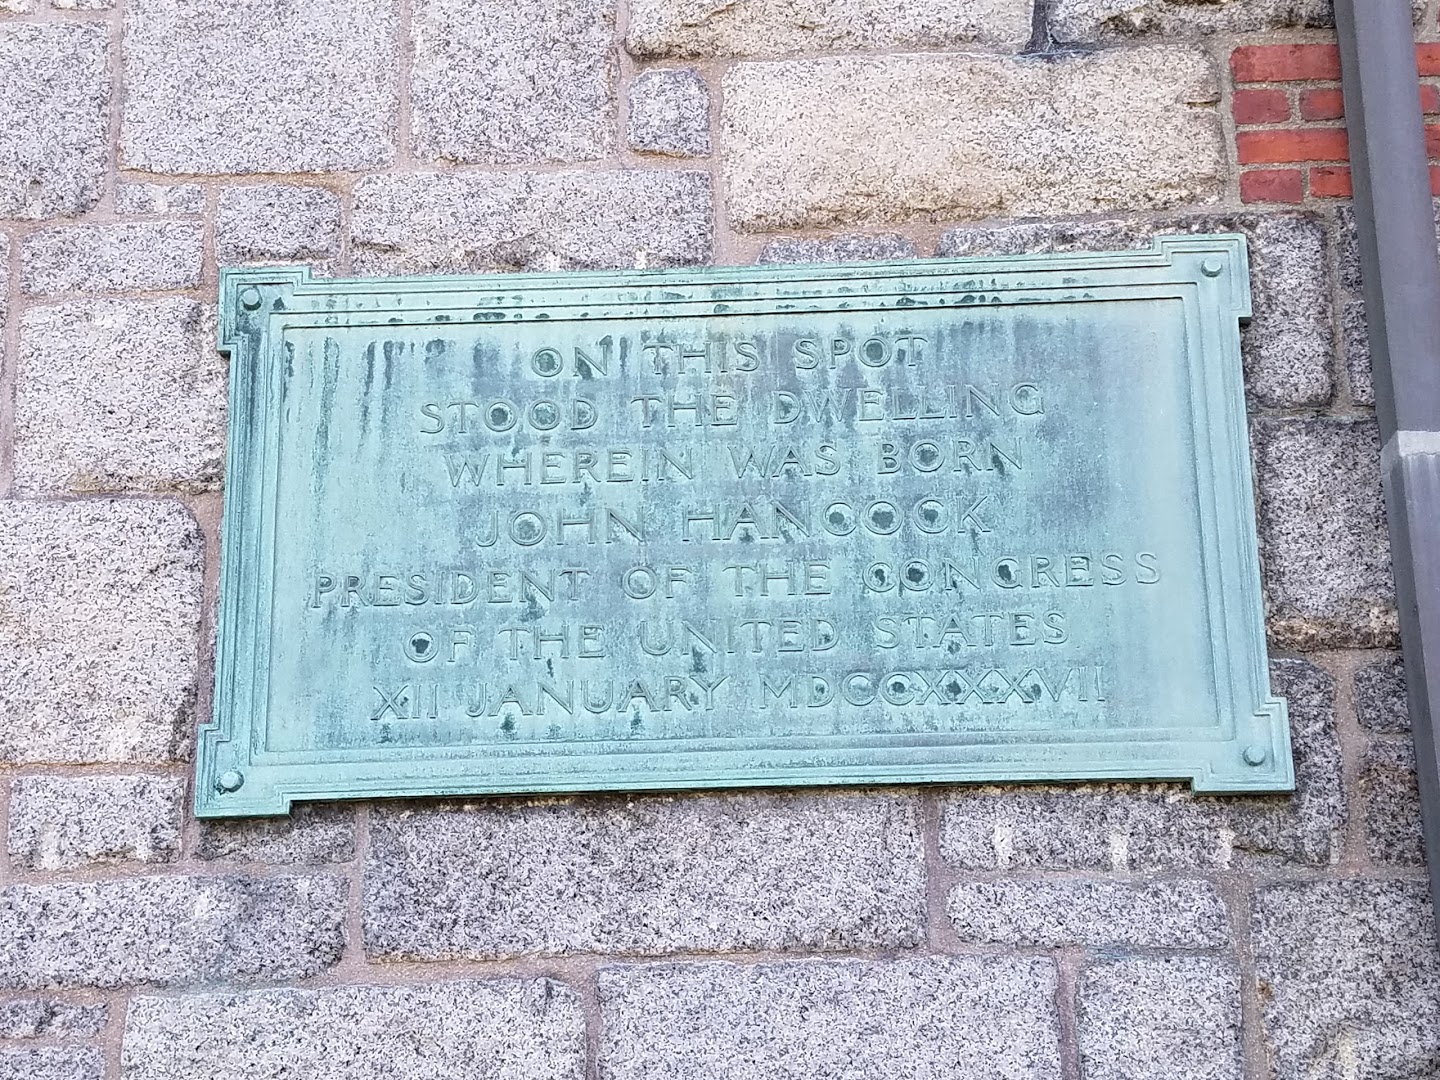 ON THIS SPOT
STOOD THE DWELLING
WHEREIN WAS BORN
JOHN HANCOCK
PRESIDENT OF THE CONGRESS
OF THE UNITED STATES
XII JANUARY MDCCXXXVII